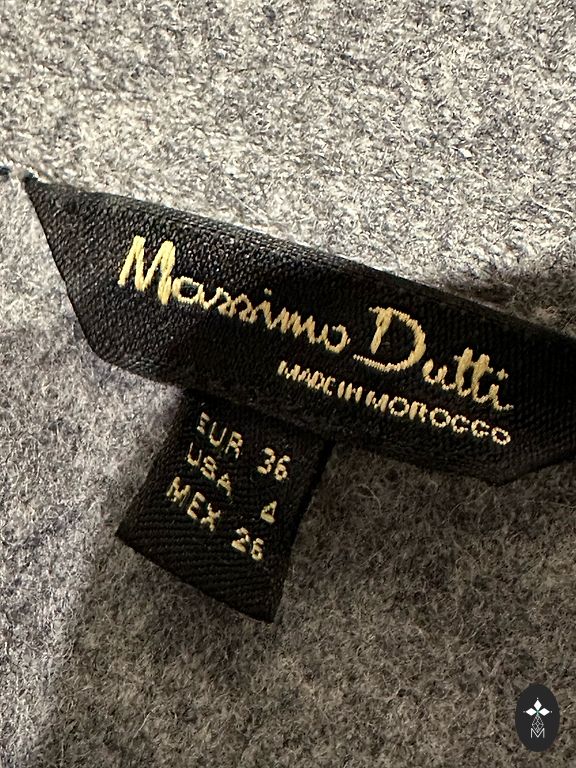 Massimo Dutti
MADE IN MOROCCO
EUR 36
USA 4
MEX 26
M